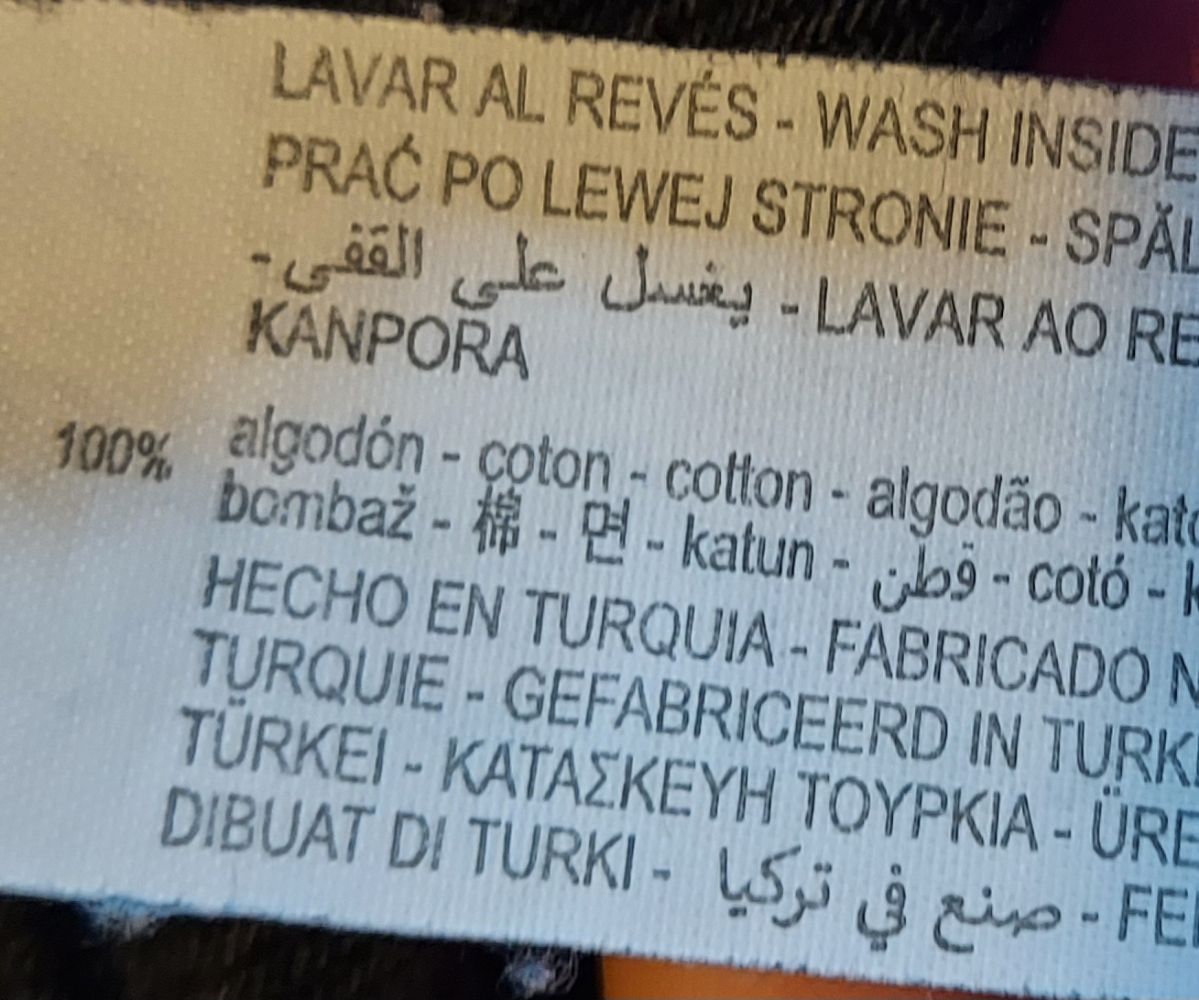 LAVAR AL REVÉS - WASH INSIDE
PRAĆ PO LEWEJ STRONIE - SPĂL
- يغسل على القفى - LAVAR AO RE
KANPORA
100% algodón - coton - cotton - algodão - kat
bombaž - 棉 - 면 - katun - قطن - cotó - k
HECHO EN TURQUIA - FABRICADO N
TURQUIE - GEFABRICEERD IN TURK
TÜRKEI - ΚΑΤΑΣΚΕΥΗ ΤΟΥΡΚΙΑ - ÜRE
DIBUAT DI TURKI - صنع في تركيا - FE